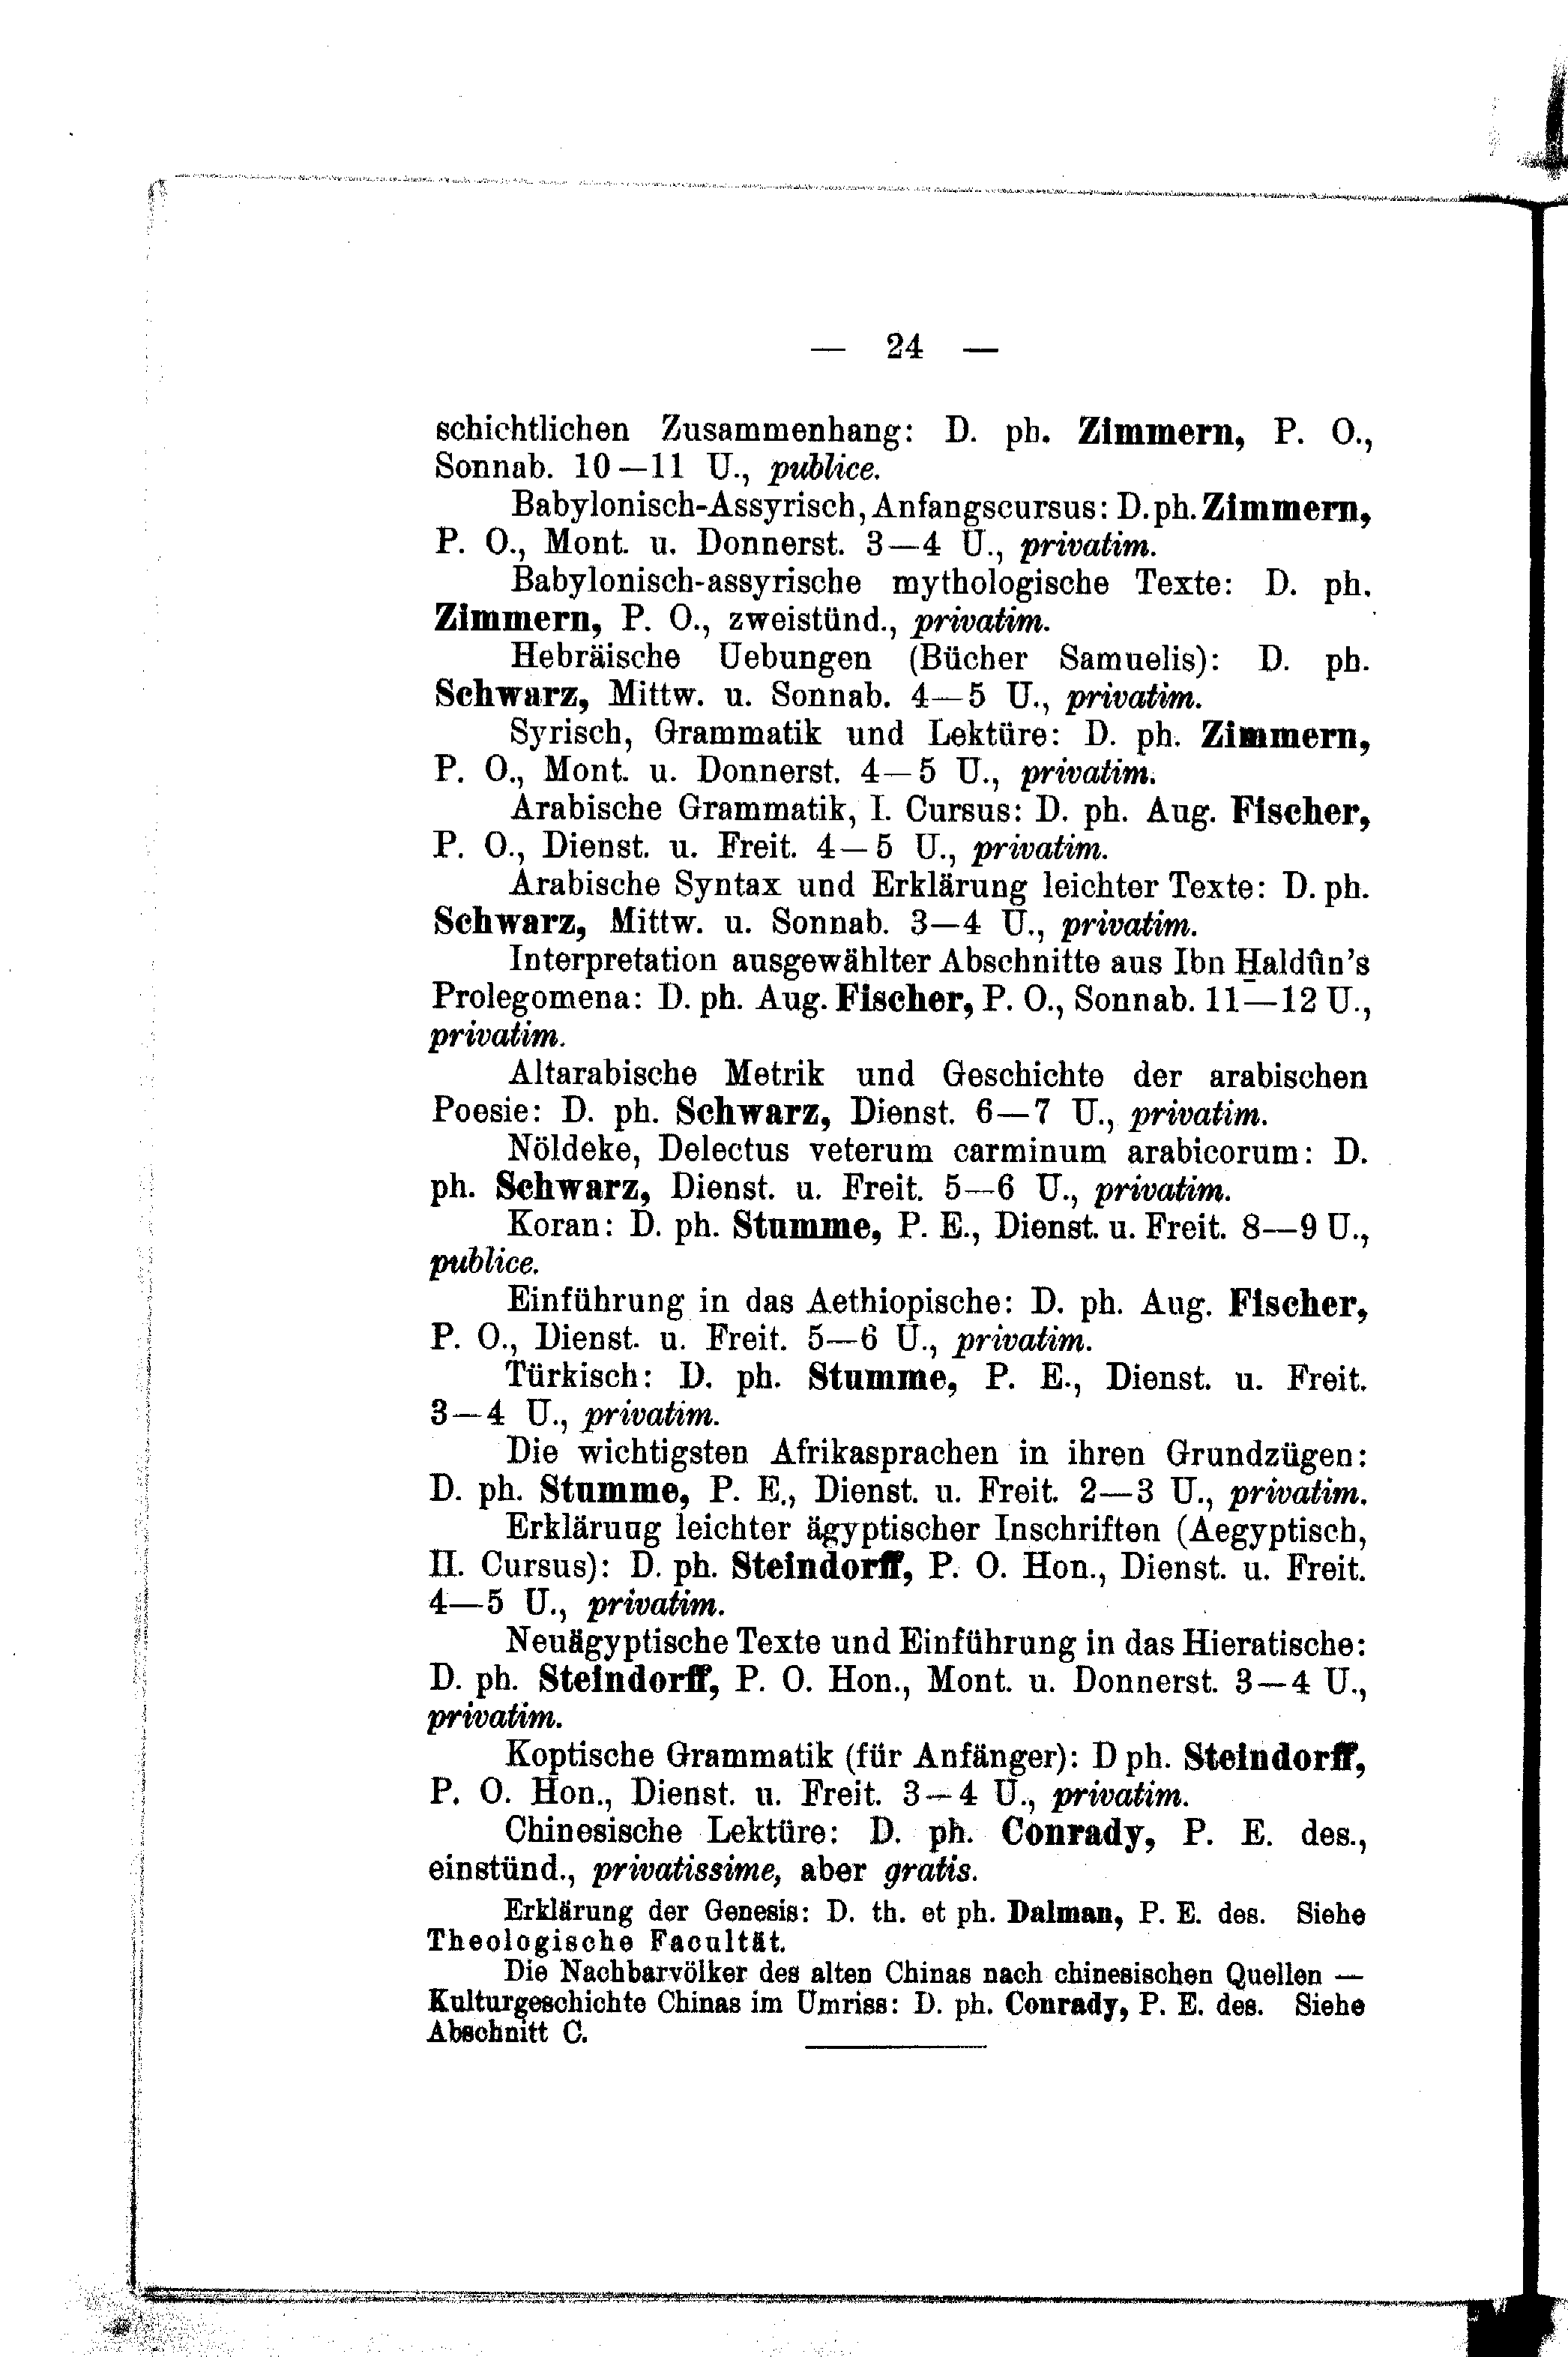 — 24 —
schichtlichen Zusammenhang: D. ph. Zimmern, P. O.,
Sonnab. 10—11 U., publice.
Babylonisch-Assyrisch, Anfangscursus: D. ph. Zimmern,
P. O., Mont. u. Donnerst. 3—4 U., privatim.
Babylonisch-assyrische mythologische Texte: D. ph.
Zimmern, P. O., zweistünd., privatim.
Hebräische Uebungen (Bücher Samuelis): D. ph.
Schwarz, Mittw. u. Sonnab. 4—5 U., privatim.
Syrisch, Grammatik und Lektüre: D. ph. Zimmern,
P. O., Mont. u. Donnerst. 4—5 U., privatim.
Arabische Grammatik, I. Cursus: D. ph. Aug. Fischer,
P. O., Dienst. u. Freit. 4—5 U., privatim.
Arabische Syntax und Erklärung leichter Texte: D. ph.
Schwarz, Mittw. u. Sonnab. 3—4 U., privatim.
Interpretation ausgewählter Abschnitte aus Ibn H̱aldûn's
Prolegomena: D. ph. Aug. Fischer, P. O., Sonnab. 11—12 U.,
privatim.
Altarabische Metrik und Geschichte der arabischen
Poesie: D. ph. Schwarz, Dienst. 6—7 U., privatim.
Nöldeke, Delectus veterum carminum arabicorum: D.
ph. Schwarz, Dienst. u. Freit. 5—6 U., privatim.
Koran: D. ph. Stumme, P. E., Dienst. u. Freit. 8—9 U.,
publice.
Einführung in das Aethiopische: D. ph. Aug. Fischer,
P. O., Dienst. u. Freit. 5—6 U., privatim.
Türkisch: D. ph. Stumme, P. E., Dienst. u. Freit.
3—4 U., privatim.
Die wichtigsten Afrikasprachen in ihren Grundzügen:
D. ph. Stumme, P. E., Dienst. u. Freit. 2—3 U., privatim.
Erklärung leichter ägyptischer Inschriften (Aegyptisch,
II. Cursus): D. ph. Steindorff, P. O. Hon., Dienst. u. Freit.
4—5 U., privatim.
Neuägyptische Texte und Einführung in das Hieratische:
D. ph. Steindorff, P. O. Hon., Mont. u. Donnerst. 3—4 U.,
privatim.
Koptische Grammatik (für Anfänger): D ph. Steindorff,
P. O. Hon., Dienst. u. Freit. 3—4 U., privatim.
Chinesische Lektüre: D. ph. Conrady, P. E. des.,
einstünd., privatissime, aber gratis.
Erklärung der Genesis: D. th. et ph. Dalman, P. E. des. Siehe
Theologische Facultät.
Die Nachbarvölker des alten Chinas nach chinesischen Quellen —
Kulturgeschichte Chinas im Umriss: D. ph. Conrady, P. E. des. Siehe
Abschnitt C.